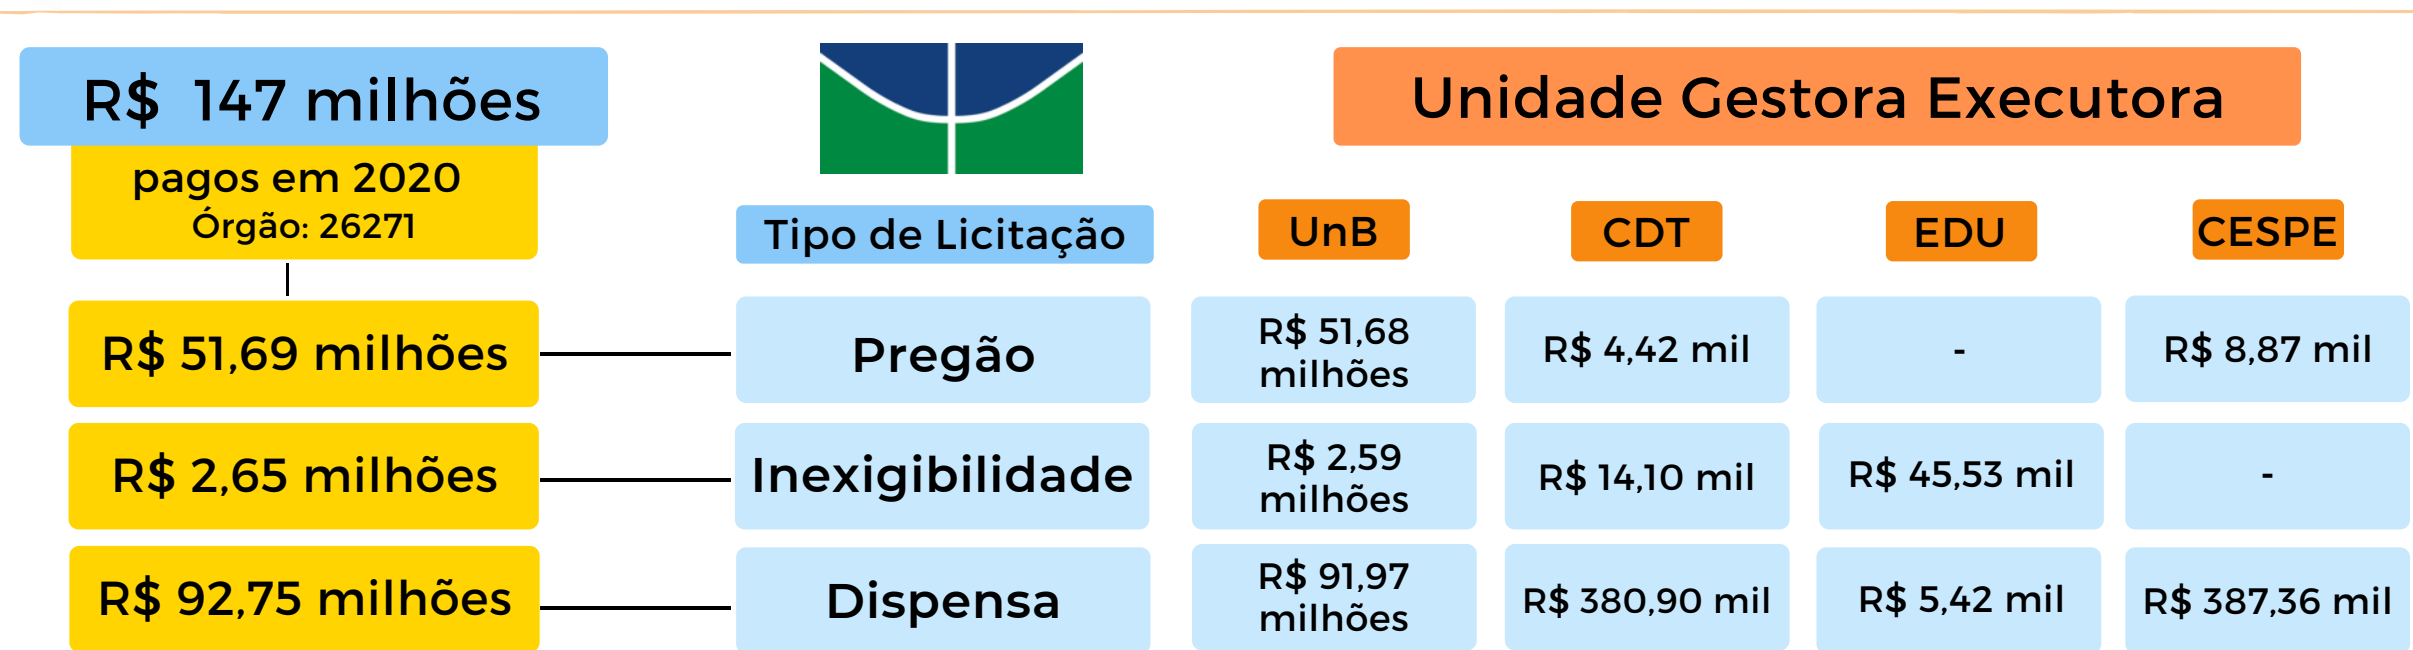 R$ 147 milhões
pagos em 2020
Órgão: 26271
Unidade Gestora Executora
Tipo de Licitação
UnB
CDT
EDU
CESPE
R$ 51,69 milhões
Pregão
R$ 51,68
milhões
R$ 4,42 mil
-
R$ 8,87 mil
R$ 2,65 milhões
Inexigibilidade
R$ 2,59
milhões
R$ 14,10 mil
R$ 45,53 mil
-
R$ 92,75 milhões
Dispensa
R$ 91,97
milhões
R$ 380,90 mil
R$ 5,42 mil
R$ 387,36 mil